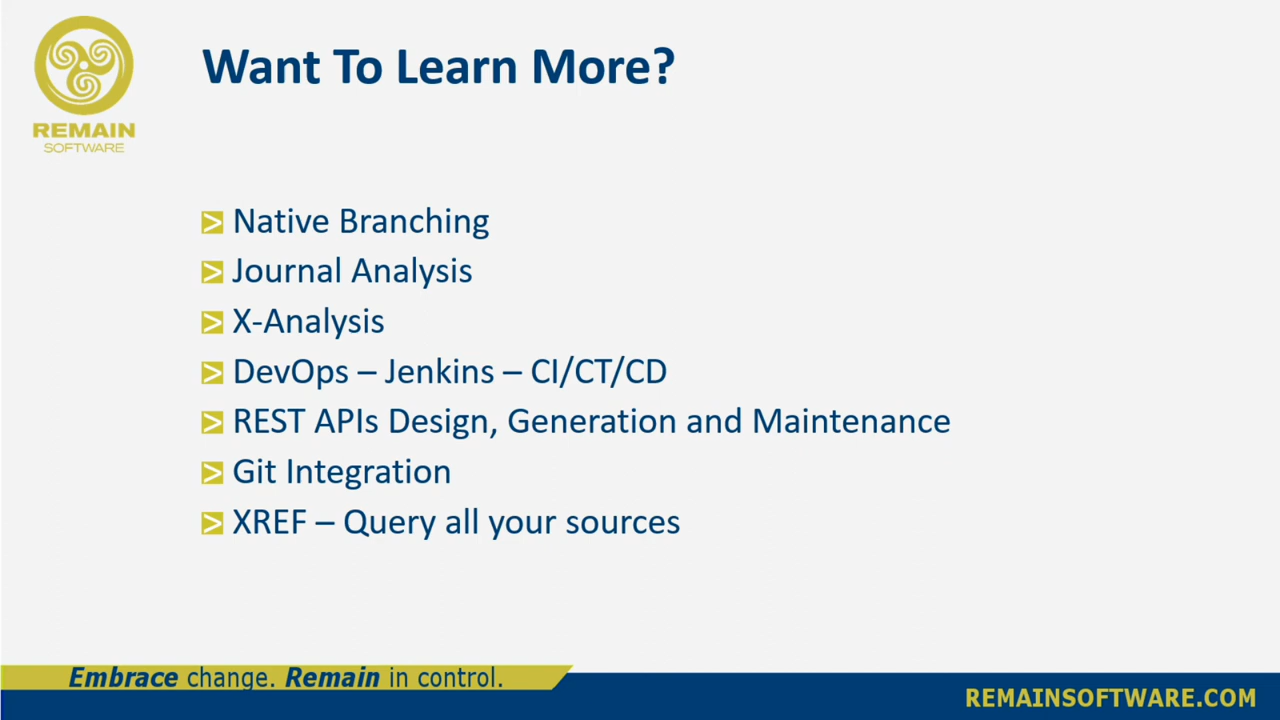 REMAIN
SOFTWARE
Want To Learn More?
> Native Branching
> Journal Analysis
> X-Analysis
> DevOps – Jenkins – CI/CT/CD
> REST APIs Design, Generation and Maintenance
> Git Integration
> XREF – Query all your sources
Embrace change. Remain in control.
REMAINSOFTWARE.COM